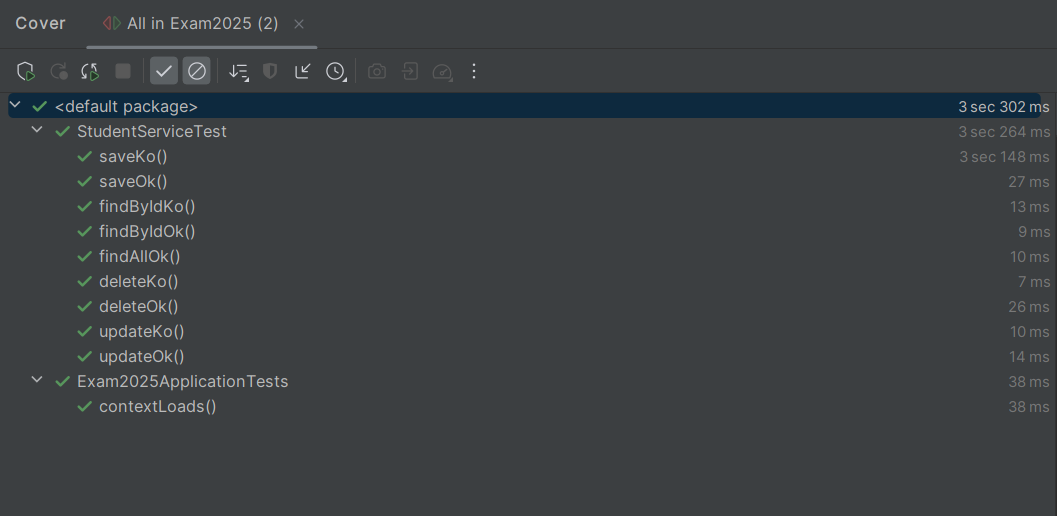 Cover All in Exam2025 (2)
<default package> 3 sec 302 ms
StudentServiceTest 3 sec 264 ms
saveKo() 3 sec 148 ms
saveOk() 27 ms
findByIdKo() 13 ms
findByIdOk() 9 ms
findAllOk() 10 ms
deleteKo() 7 ms
deleteOk() 26 ms
updateKo() 10 ms
updateOk() 14 ms
Exam2025ApplicationTests 38 ms
contextLoads() 38 ms